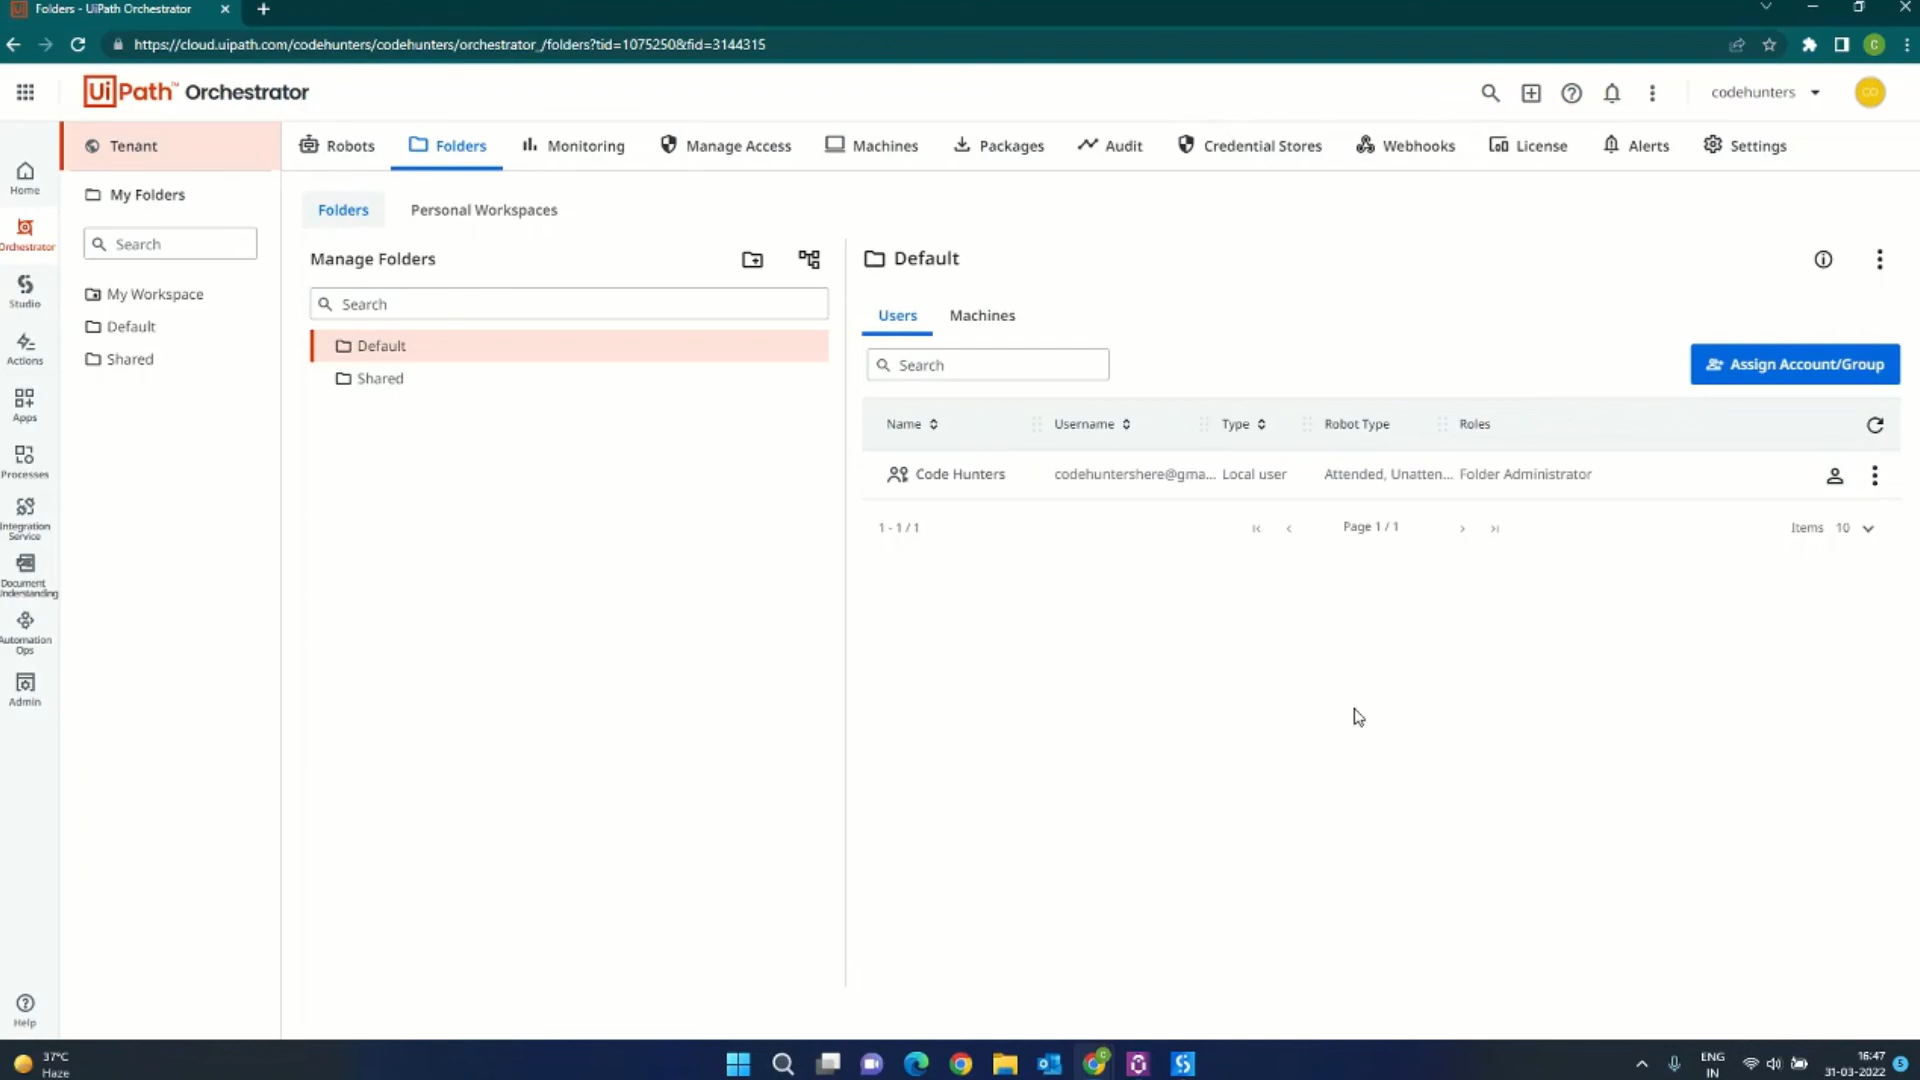 Folders - UiPath Orchestrator
https://cloud.uipath.com/codehunters/codehunters/orchestrator_/folders?tid=1075250&fid=3144315
C
UiPath™ Orchestrator
codehunters
CO
Tenant
Robots
Folders
Monitoring
Manage Access
Machines
Packages
Audit
Credential Stores
Webhooks
License
Alerts
Settings
Home
Orchestrator
Studio
Actions
Apps
Processes
Integration
Service
Document
Understanding
Automation
Ops
Admin
Help
My Folders
Search
My Workspace
Default
Shared
Folders
Personal Workspaces
Manage Folders
Search
Default
Shared
Default
Users
Machines
Search
Assign Account/Group
Name
Username
Type
Robot Type
Roles
Code Hunters
codehuntershere@gma...
Local user
Attended, Unatten...
Folder Administrator
1 - 1 / 1
Page 1 / 1
Items 10
37°C
Haze
ENG
IN
16:47
31-03-2022
5